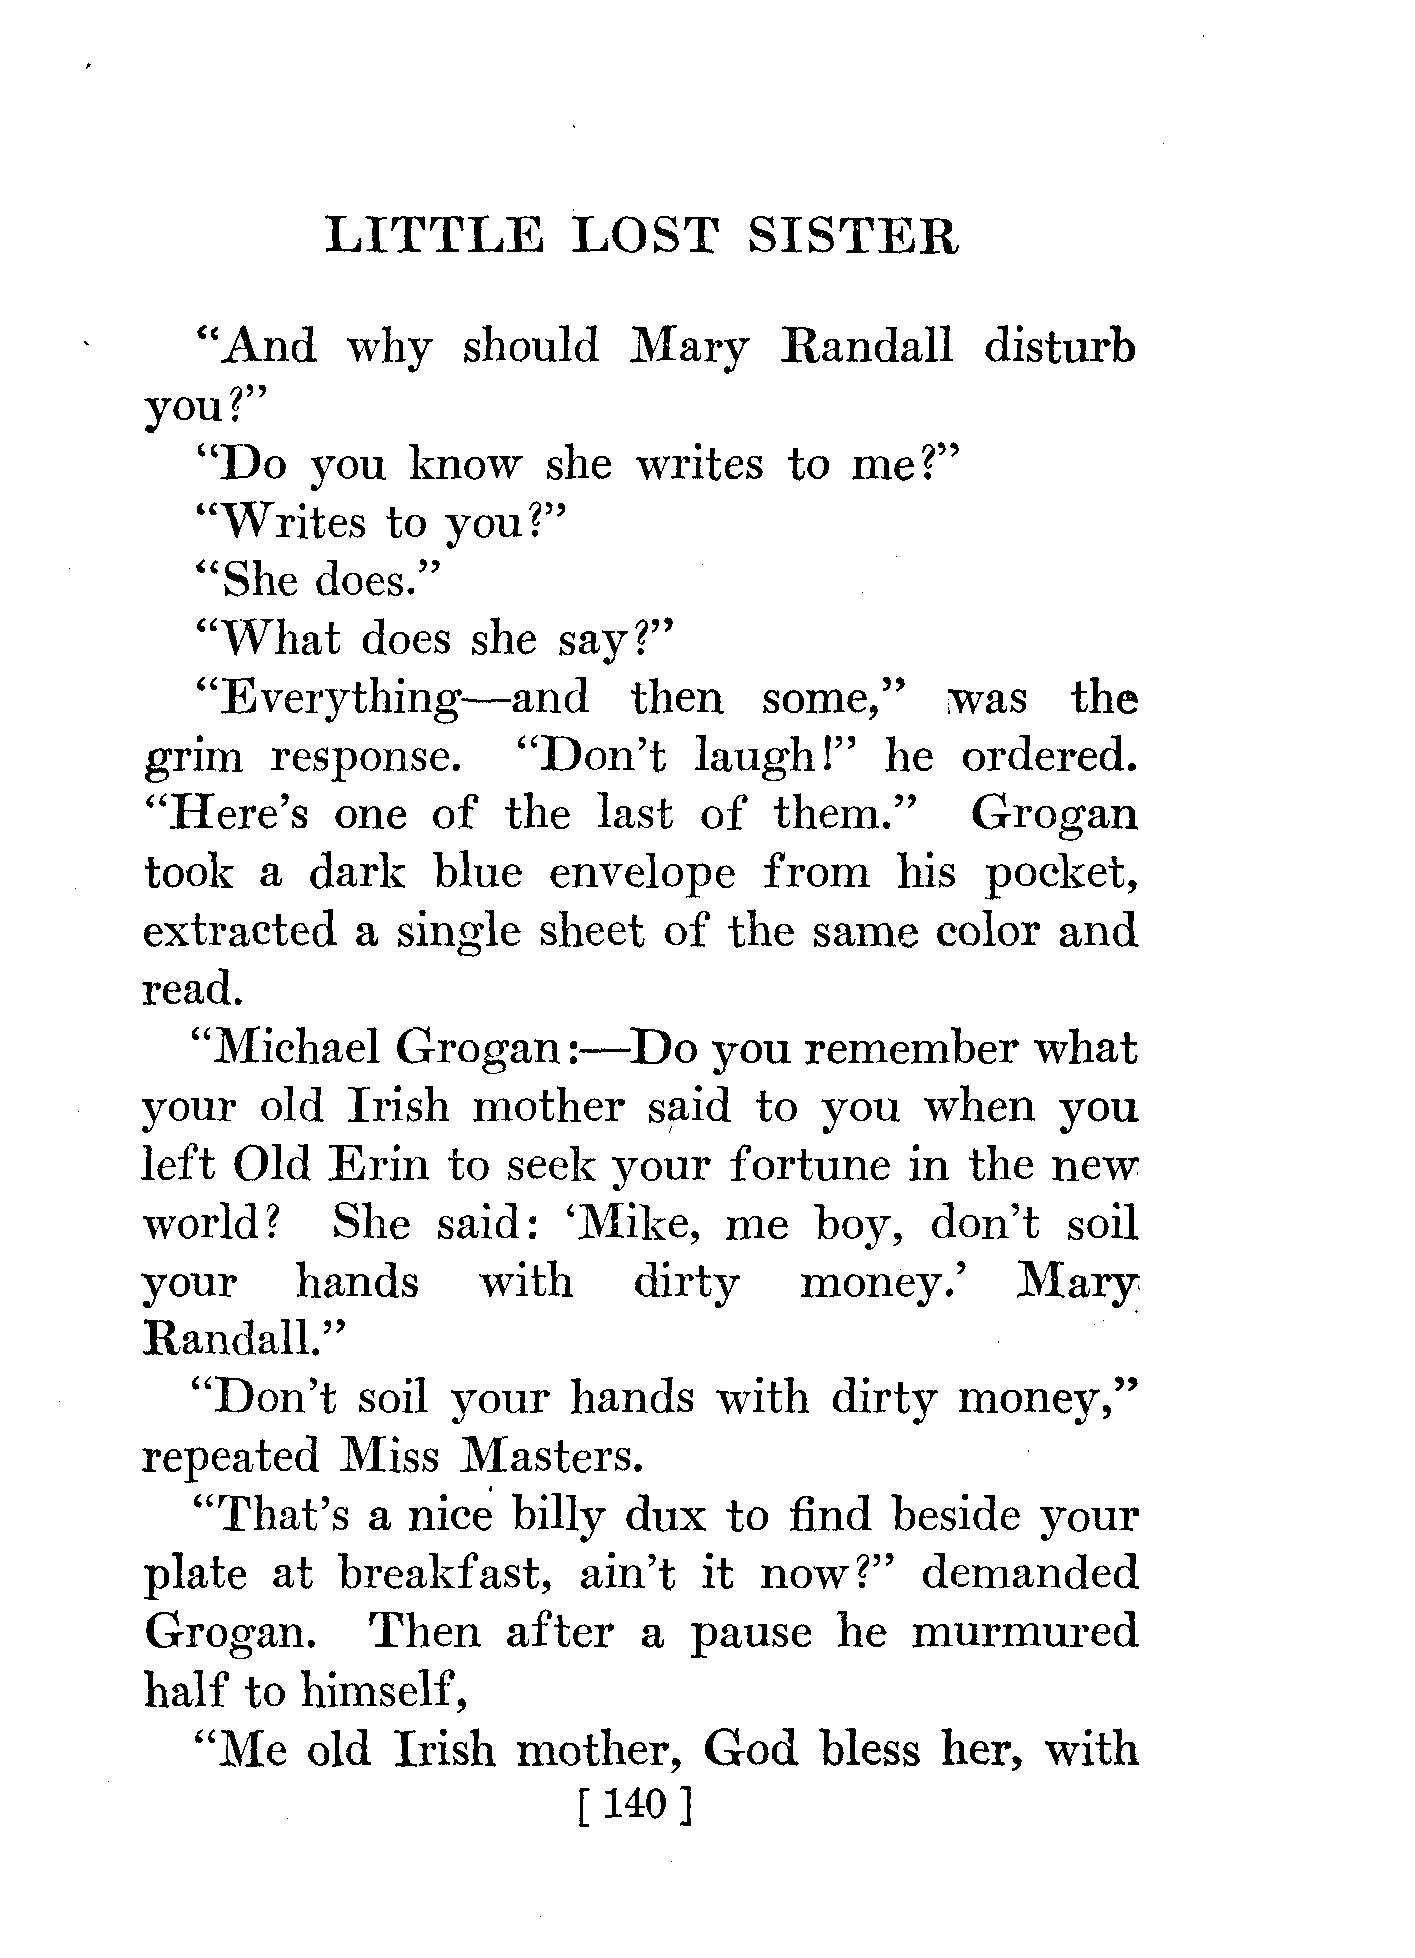 LITTLE LOST SISTER
“And why should Mary Randall disturb
you?”
“Do you know she writes to me?”
“Writes to you?”
“She does.”
“What does she say?”
“Everything—and then some,” was the
grim response. “Don't laugh!” he ordered.
“Here's one of the last of them.” Grogan
took a dark blue envelope from his pocket,
extracted a single sheet of the same color and
read.
“Michael Grogan:—Do you remember what
your old Irish mother said to you when you
left Old Erin to seek your fortune in the new
world? She said: ‘Mike, me boy, don't soil
your hands with dirty money.’ Mary
Randall.”
“Don't soil your hands with dirty money,”
repeated Miss Masters.
“That's a nice billy dux to find beside your
plate at breakfast, ain't it now?” demanded
Grogan. Then after a pause he murmured
half to himself,
“Me old Irish mother, God bless her, with
[ 140 ]